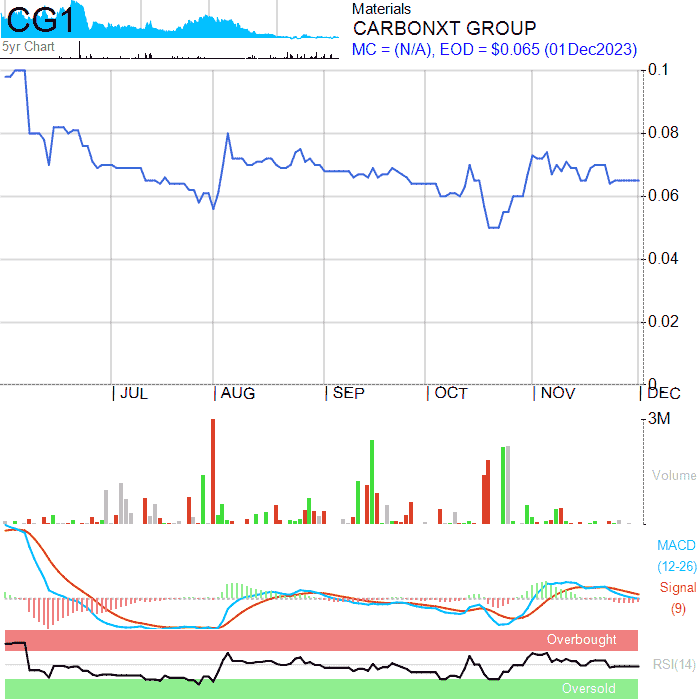 CG1
5yr Chart
Materials
CARBONXT GROUP
MC = (N/A), EOD = $0.065 (01Dec2023)
0.1
0.08
0.06
0.04
0.02
0
JUL AUG SEP OCT NOV DEC
3M
Volume
MACD
(12-26)
Signal
(9)
Overbought
RSI(14)
Oversold